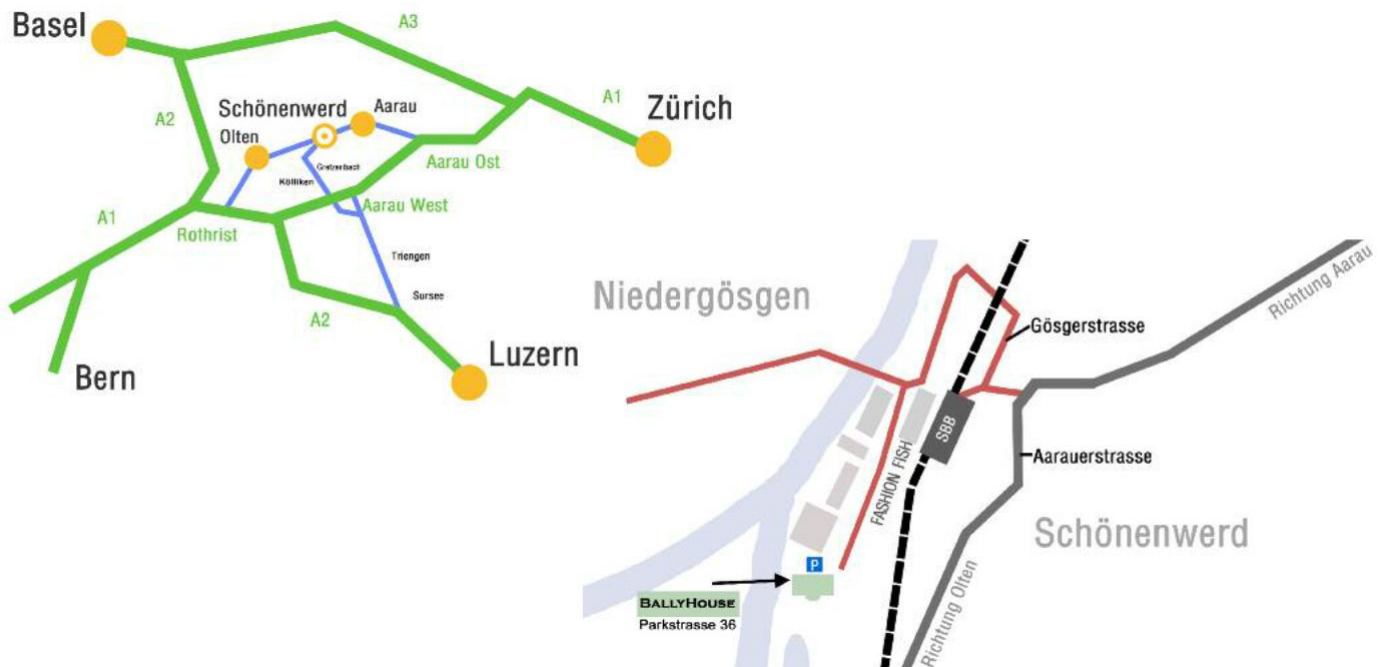 Basel
A3
A1
Zürich
A2
Schönenwerd
Aarau
Olten
Gretzenbach
Kölliken
Aarau Ost
Aarau West
A1
Rothrist
Triengen
Sursee
A2
Luzern
Bern
Niedergösgen
Richtung Aarau
Gösgerstrasse
SBB
FASHION FISH
Aarauerstrasse
Schönenwerd
P
BALLYHOUSE
Parkstrasse 36
Richtung Olten